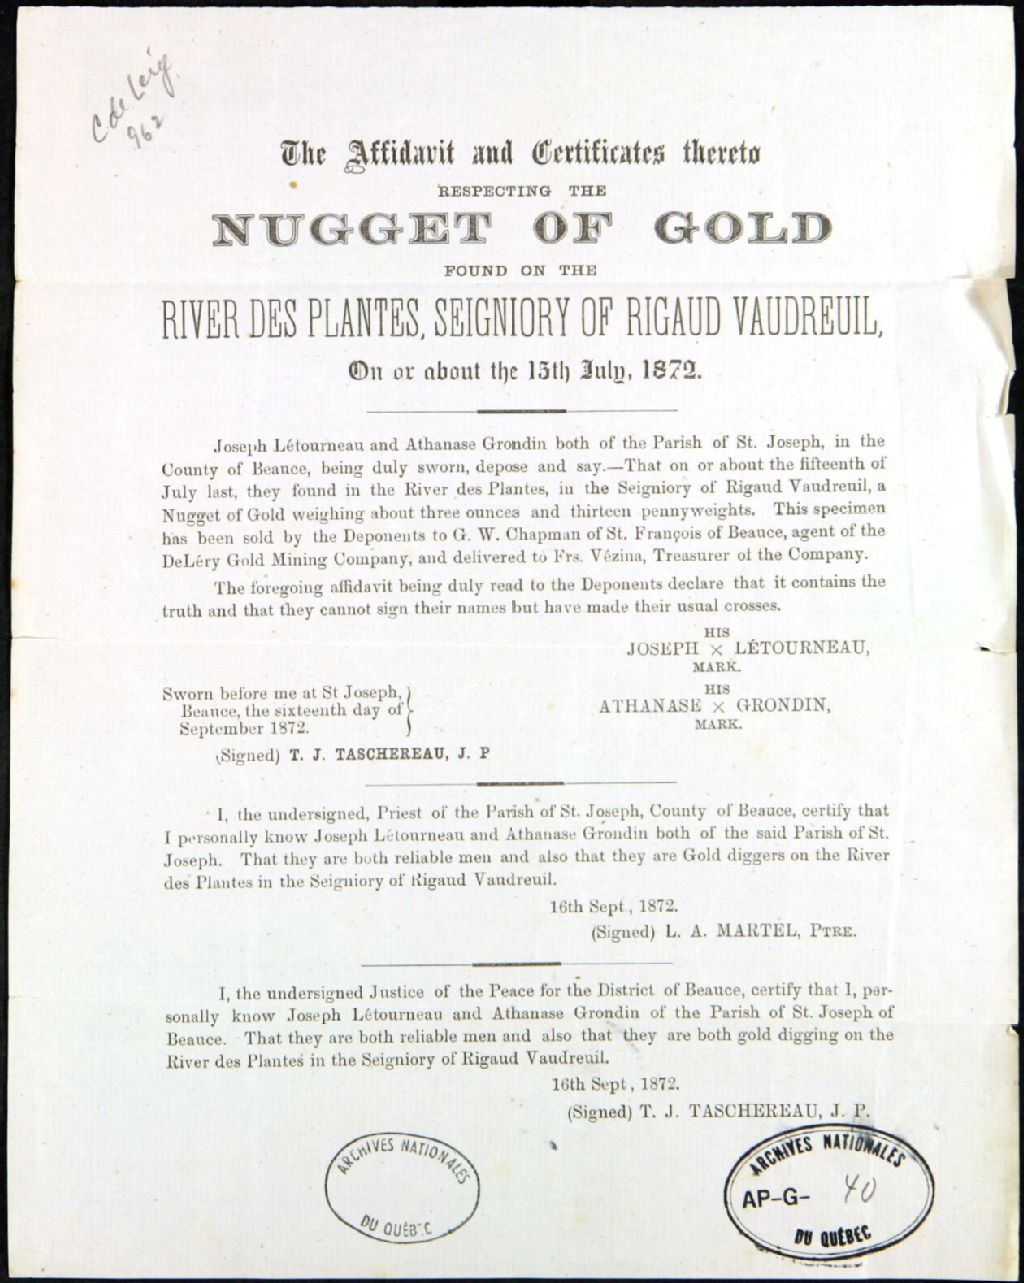 C de Lery
962
The Affidavit and Certificates thereto
RESPECTING THE
NUGGET OF GOLD
FOUND ON THE
RIVER DES PLANTES, SEIGNIORY OF RIGAUD VAUDREUIL,
On or about the 15th July, 1872.
Joseph Létourneau and Athanase Grondin both of the Parish of St. Joseph, in the
County of Beauce, being duly sworn, depose and say.—That on or about the fifteenth of
July last, they found in the River des Plantes, in the Seigniory of Rigaud Vaudreuil, a
Nugget of Gold weighing about three ounces and thirteen pennyweights. This specimen
has been sold by the Deponents to G. W. Chapman of St. François of Beauce, agent of the
DeLéry Gold Mining Company, and delivered to Frs. Vézina, Treasurer of the Company.
The foregoing affidavit being duly read to the Deponents declare that it contains the
truth and that they cannot sign their names but have made their usual crosses.
HIS
JOSEPH × LÉTOURNEAU,
MARK.
Sworn before me at St Joseph,
Beauce, the sixteenth day of
September 1872.
HIS
ATHANASE × GRONDIN,
MARK.
(Signed) T. J. TASCHEREAU, J. P
I, the undersigned, Priest of the Parish of St. Joseph, County of Beauce, certify that
I personally know Joseph Létourneau and Athanase Grondin both of the said Parish of St.
Joseph. That they are both reliable men and also that they are Gold diggers on the River
des Plantes in the Seigniory of Rigaud Vaudreuil.
16th Sept., 1872.
(Signed) L. A. MARTEL, PTRE.
I, the undersigned Justice of the Peace for the District of Beauce, certify that I, per-
sonally know Joseph Létourneau and Athanase Grondin of the Parish of St. Joseph of
Beauce. That they are both reliable men and also that they are both gold digging on the
River des Plantes in the Seigniory of Rigaud Vaudreuil.
16th Sept, 1872.
(Signed) T. J. TASCHEREAU, J. P.
ARCHIVES NATIONALES
DU QUÉBEC
ARCHIVES NATIONALES
AP-G- 40
DU QUÉBEC